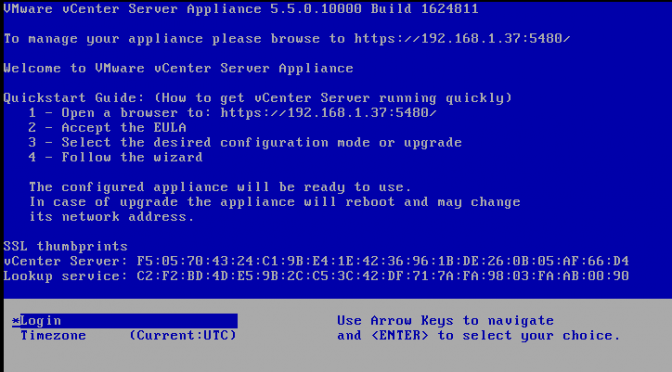 VMware vCenter Server Appliance 5.5.0.10000 Build 1624811
To manage your appliance please browse to https://192.168.1.37:5480/
Welcome to VMware vCenter Server Appliance
Quickstart Guide: (How to get vCenter Server running quickly)
1 - Open a browser to: https://192.168.1.37:5480/
2 - Accept the EULA
3 - Select the desired configuration mode or upgrade
4 - Follow the wizard
The configured appliance will be ready to use.
In case of upgrade the appliance will reboot and may change
its network address.
SSL thumbprints
vCenter Server: F5:05:70:43:24:C1:9B:E4:1E:42:36:96:1B:DE:26:0B:05:AF:66:D4
Lookup service: C2:F2:BD:4D:E5:9B:2C:C5:3C:42:DF:71:7A:FA:98:03:FA:AB:00:90
*Login Use Arrow Keys to navigate
Timezone (Current:UTC) and <ENTER> to select your choice.